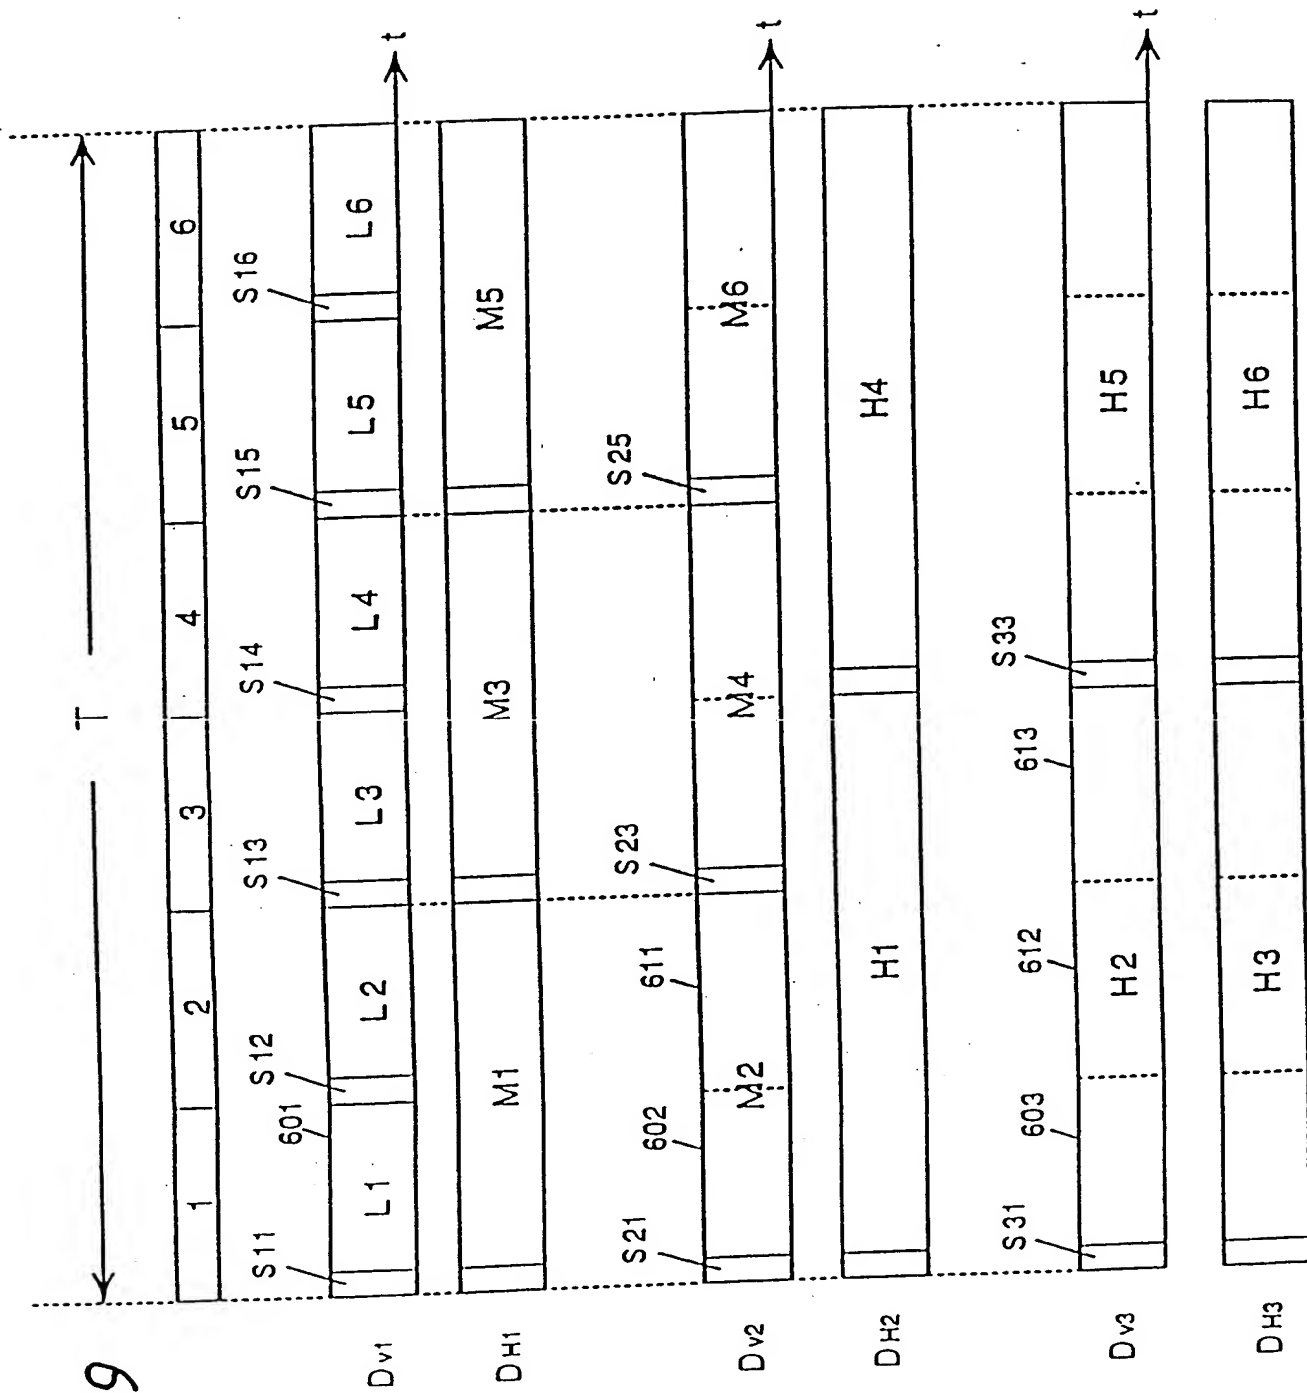 9
T
1 2 3 4 5 6
S11 601 S12 S13 S14 S15 S16
Dv1 L1 L2 L3 L4 L5 L6 t
DH1 M1 M3 M5
S21 602 611 S23 S25
Dv2 M2 M4 M6 t
DH2 H1 H4
S31 603 612 613 S33
Dv3 H2 H5 t
DH3 H3 H6